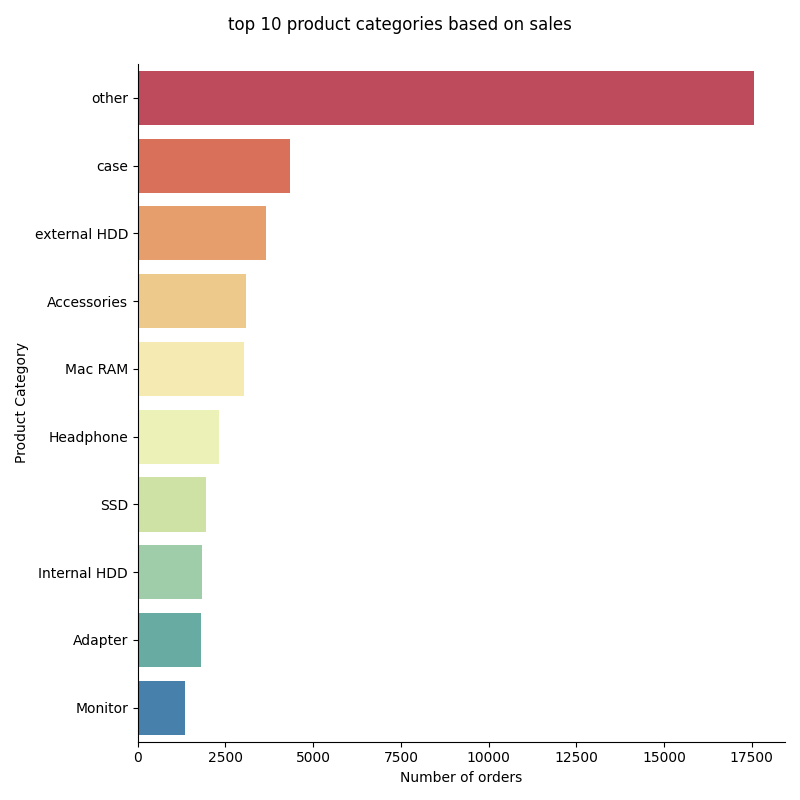 top 10 product categories based on sales
other
case
external HDD
Accessories
Mac RAM
Headphone
SSD
Internal HDD
Adapter
Monitor
Product Category
0 2500 5000 7500 10000 12500 15000 17500
Number of orders